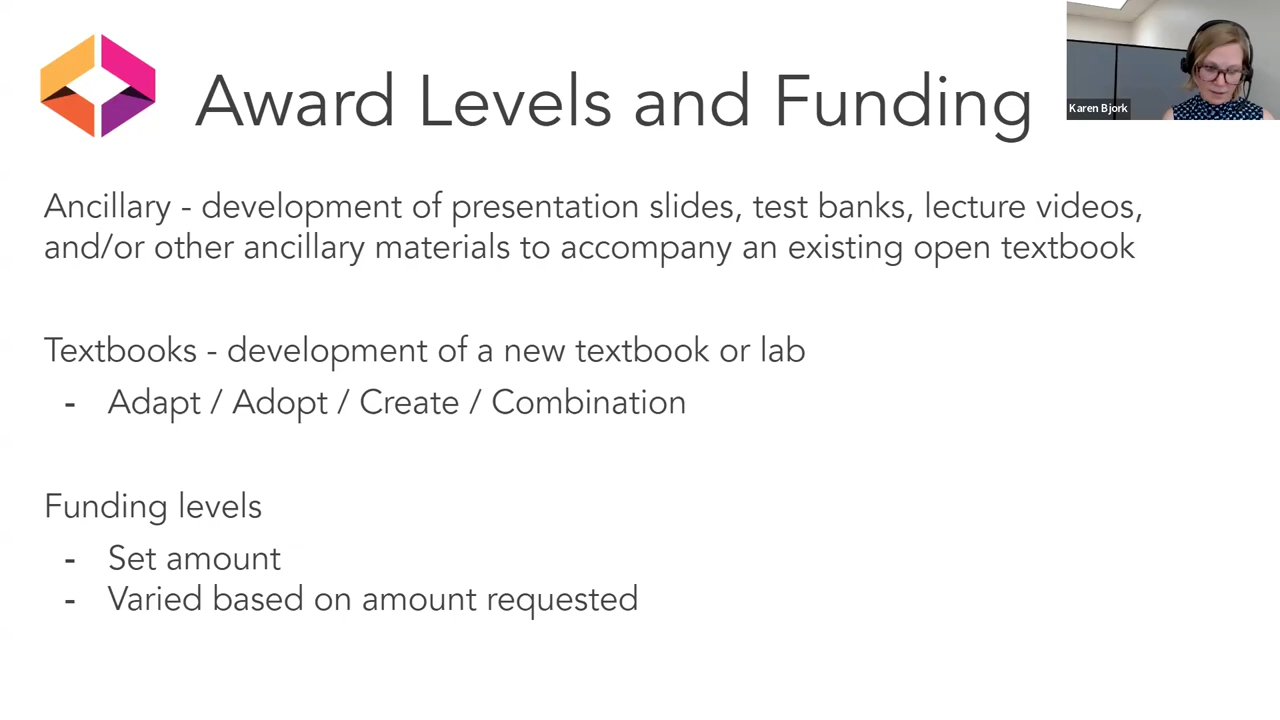 Award Levels and Funding
Karen Bjork
Ancillary - development of presentation slides, test banks, lecture videos,
and/or other ancillary materials to accompany an existing open textbook
Textbooks - development of a new textbook or lab
- Adapt / Adopt / Create / Combination
Funding levels
- Set amount
- Varied based on amount requested